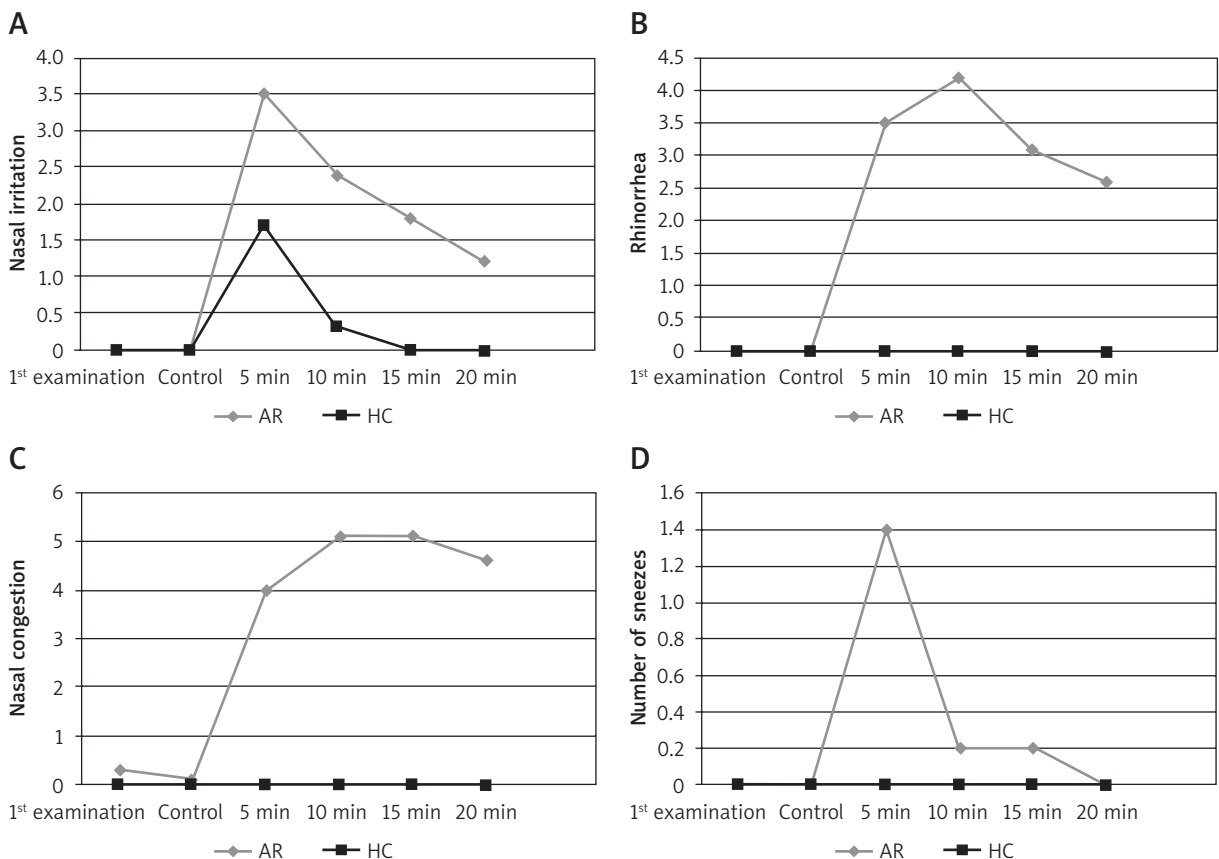 A
Nasal irritation
4.0
3.5
3.0
2.5
2.0
1.5
1.0
0.5
0
1st examination Control 5 min 10 min 15 min 20 min
AR HC
B
Rhinorrhea
4.5
4.0
3.5
3.0
2.5
2.0
1.5
1.0
0.5
0
1st examination Control 5 min 10 min 15 min 20 min
AR HC
C
Nasal congestion
6
5
4
3
2
1
0
1st examination Control 5 min 10 min 15 min 20 min
AR HC
D
Number of sneezes
1.6
1.4
1.2
1.0
0.8
0.6
0.4
0.2
0
1st examination Control 5 min 10 min 15 min 20 min
AR HC